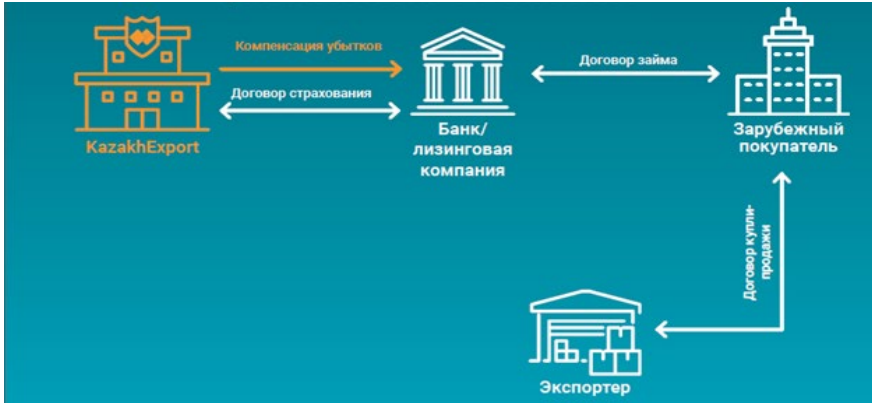 Компенсация убытков
Договор займа
Договор страхования
KazakhExport
Банк/
лизинговая
компания
Зарубежный
покупатель
Договор купли-
продажи
Экспортер